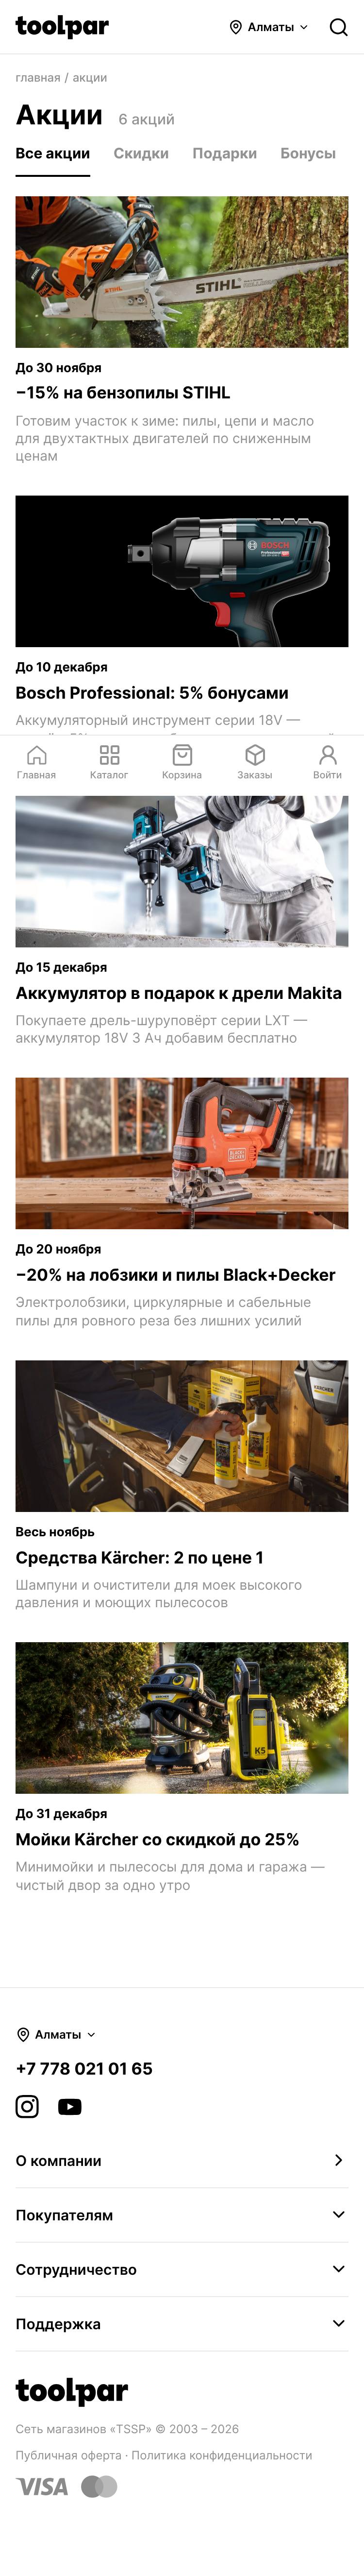 toolpar
Алматы
главная / акции
Акции 6 акций
Все акции Скидки Подарки Бонусы
STIHL
STIHL
До 30 ноября
−15% на бензопилы STIHL
Готовим участок к зиме: пилы, цепи и масло
для двухтактных двигателей по сниженным
ценам
BOSCH
Professional
До 10 декабря
Bosch Professional: 5% бонусами
Аккумуляторный инструмент серии 18V —
Главная Каталог Корзина Заказы Войти
До 15 декабря
Аккумулятор в подарок к дрели Makita
Покупаете дрель-шуруповёрт серии LXT —
аккумулятор 18V 3 Ач добавим бесплатно
BLACK+
DECKER
До 20 ноября
−20% на лобзики и пилы Black+Decker
Электролобзики, циркулярные и сабельные
пилы для ровного реза без лишних усилий
Весь ноябрь
Средства Kärcher: 2 по цене 1
Шампуни и очистители для моек высокого
давления и моющих пылесосов
K5
До 31 декабря
Мойки Kärcher со скидкой до 25%
Минимойки и пылесосы для дома и гаража —
чистый двор за одно утро
Алматы
+7 778 021 01 65
О компании
Покупателям
Сотрудничество
Поддержка
toolpar
Сеть магазинов «TSSP» © 2003 – 2026
Публичная оферта · Политика конфиденциальности
VISA